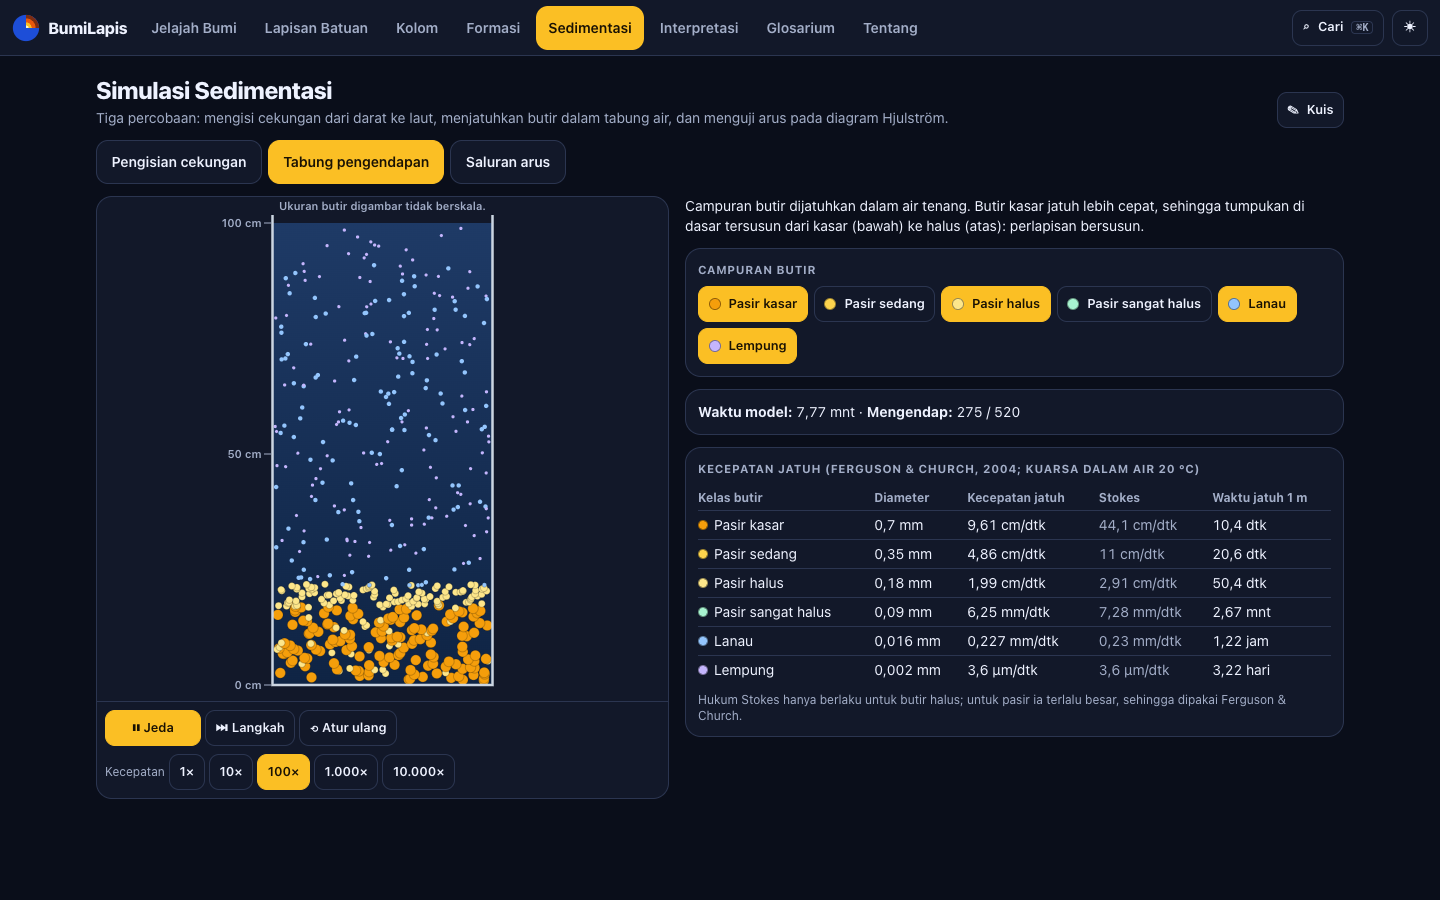 BumiLapis
Jelajah Bumi
Lapisan Batuan
Kolom
Formasi
Sedimentasi
Interpretasi
Glosarium
Tentang
Cari ⌘K
Simulasi Sedimentasi
Tiga percobaan: mengisi cekungan dari darat ke laut, menjatuhkan butir dalam tabung air, dan menguji arus pada diagram Hjulström.
Kuis
Pengisian cekungan
Tabung pengendapan
Saluran arus
Ukuran butir digambar tidak berskala.
100 cm
50 cm
0 cm
Jeda
Langkah
Atur ulang
Kecepatan
1×
10×
100×
1.000×
10.000×
Campuran butir dijatuhkan dalam air tenang. Butir kasar jatuh lebih cepat, sehingga tumpukan di
dasar tersusun dari kasar (bawah) ke halus (atas): perlapisan bersusun.
CAMPURAN BUTIR
Pasir kasar
Pasir sedang
Pasir halus
Pasir sangat halus
Lanau
Lempung
Waktu model: 7,77 mnt · Mengendap: 275 / 520
KECEPATAN JATUH (FERGUSON & CHURCH, 2004; KUARSA DALAM AIR 20 °C)
Kelas butir Diameter Kecepatan jatuh Stokes Waktu jatuh 1 m
Pasir kasar 0,7 mm 9,61 cm/dtk 44,1 cm/dtk 10,4 dtk
Pasir sedang 0,35 mm 4,86 cm/dtk 11 cm/dtk 20,6 dtk
Pasir halus 0,18 mm 1,99 cm/dtk 2,91 cm/dtk 50,4 dtk
Pasir sangat halus 0,09 mm 6,25 mm/dtk 7,28 mm/dtk 2,67 mnt
Lanau 0,016 mm 0,227 mm/dtk 0,23 mm/dtk 1,22 jam
Lempung 0,002 mm 3,6 µm/dtk 3,6 µm/dtk 3,22 hari
Hukum Stokes hanya berlaku untuk butir halus; untuk pasir ia terlalu besar, sehingga dipakai Ferguson &
Church.